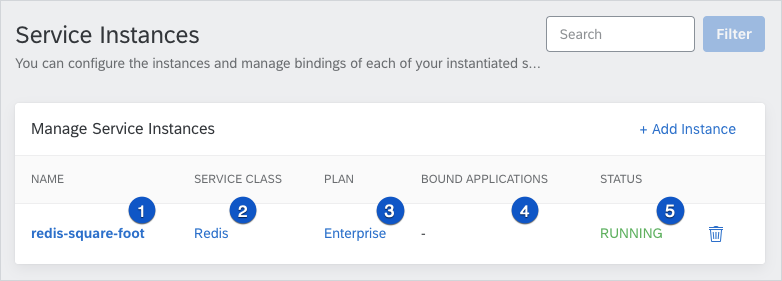 Service Instances
Search
Filter
You can configure the instances and manage bindings of each of your instantiated s...
Manage Service Instances
+ Add Instance
NAME SERVICE CLASS PLAN BOUND APPLICATIONS STATUS
1 2 3 4 5
redis-square-foot Redis Enterprise - RUNNING